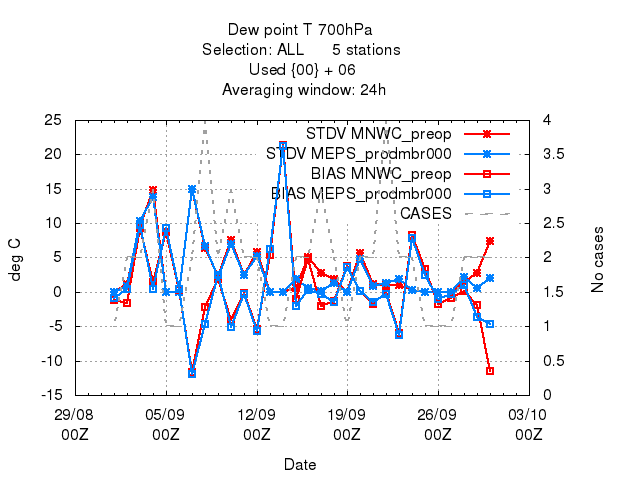 Dew point T 700hPa
Selection: ALL 5 stations
Used {00} + 06
Averaging window: 24h
25 4
20 3.5
15 3
10 2.5
5 2
0 1.5
-5 1
-10 0.5
-15 0
deg C
No cases
STDV MNWC_preop
STDV MEPS_prodmbr000
BIAS MNWC_preop
BIAS MEPS_prodmbr000
CASES
29/08 05/09 12/09 19/09 26/09 03/10
00Z 00Z 00Z 00Z 00Z 00Z
Date